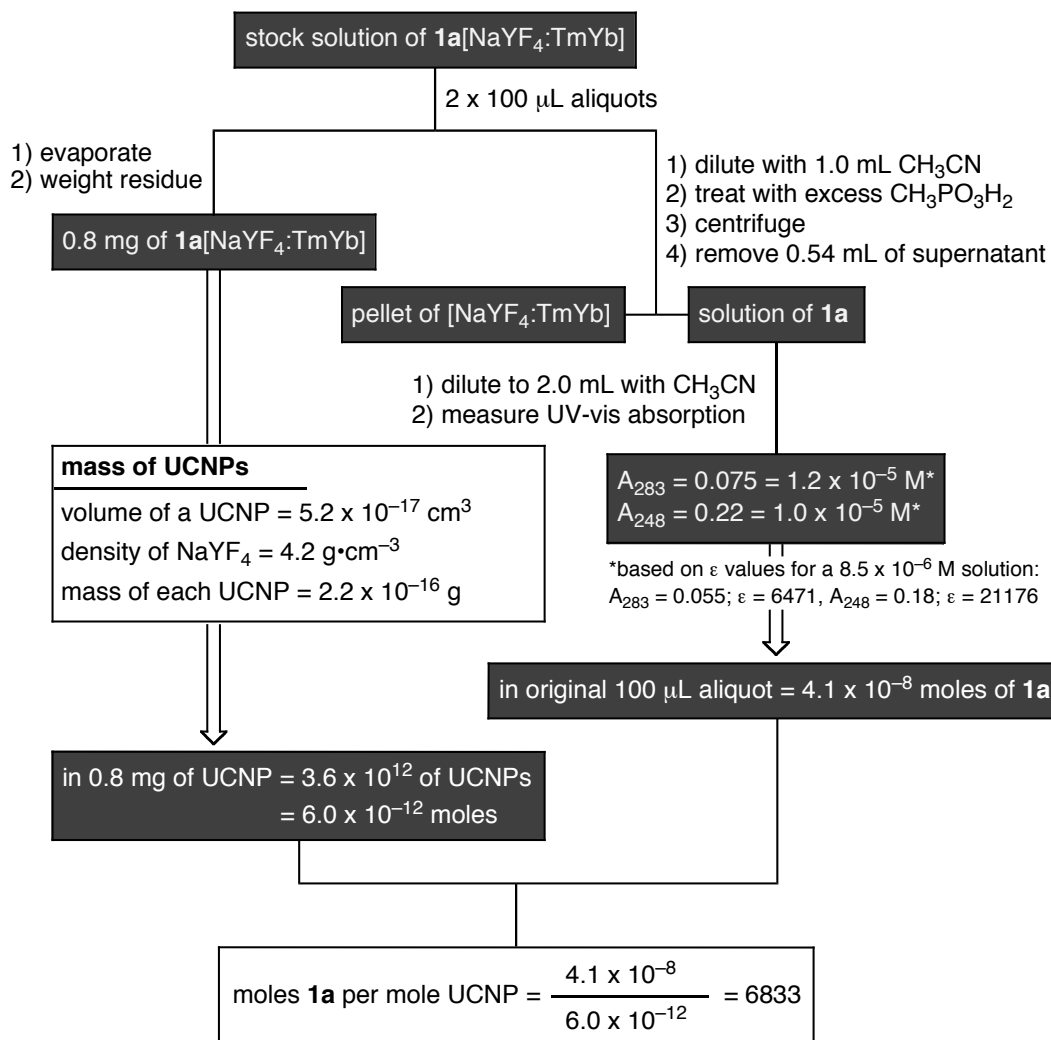 stock solution of 1a[NaYF₄:TmYb]
2 x 100 μL aliquots
1) evaporate
2) weight residue
1) dilute with 1.0 mL CH₃CN
2) treat with excess CH₃PO₃H₂
3) centrifuge
4) remove 0.54 mL of supernatant
0.8 mg of 1a[NaYF₄:TmYb]
pellet of [NaYF₄:TmYb]
solution of 1a
1) dilute to 2.0 mL with CH₃CN
2) measure UV-vis absorption
mass of UCNPs
volume of a UCNP = 5.2 x 10⁻¹⁷ cm³
density of NaYF₄ = 4.2 g•cm⁻³
mass of each UCNP = 2.2 x 10⁻¹⁶ g
A₂₈₃ = 0.075 = 1.2 x 10⁻⁵ M*
A₂₄₈ = 0.22 = 1.0 x 10⁻⁵ M*
*based on ε values for a 8.5 x 10⁻⁶ M solution:
A₂₈₃ = 0.055; ε = 6471, A₂₄₈ = 0.18; ε = 21176
in original 100 μL aliquot = 4.1 x 10⁻⁸ moles of 1a
in 0.8 mg of UCNP = 3.6 x 10¹² of UCNPs
= 6.0 x 10⁻¹² moles
4.1 x 10⁻⁸
moles 1a per mole UCNP = = 6833
6.0 x 10⁻¹²